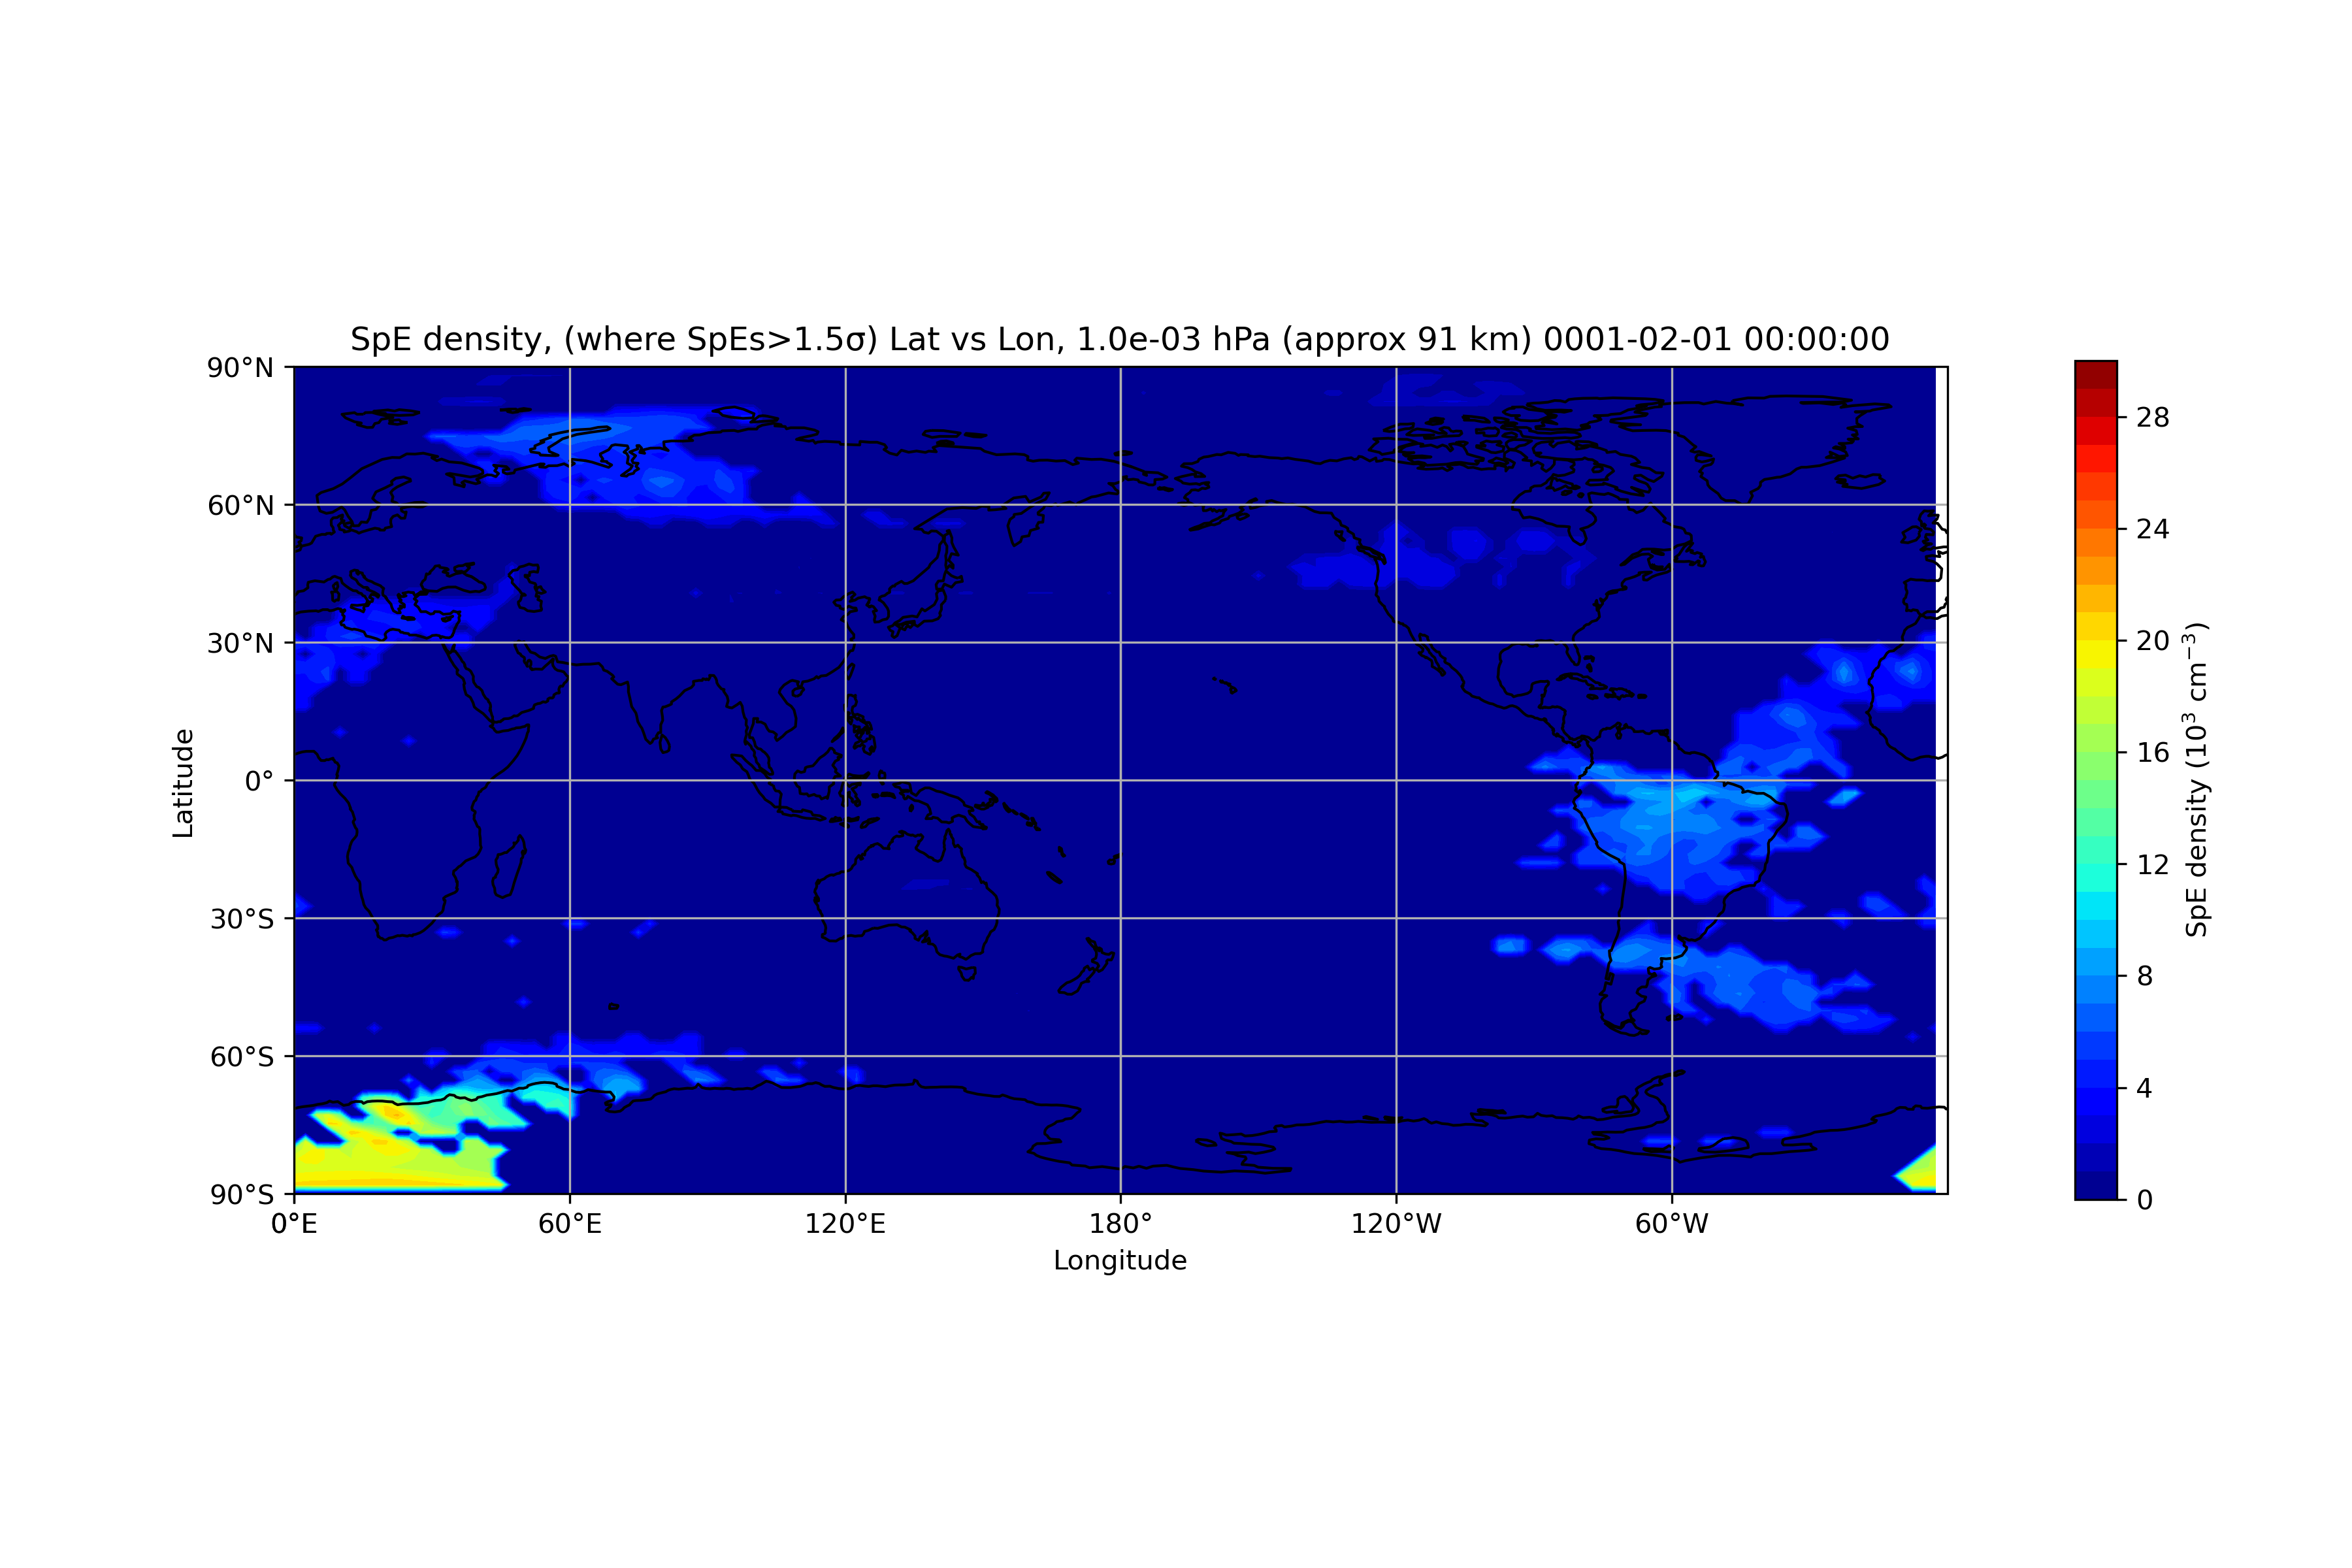 SpE density, (where SpEs>1.5σ) Lat vs Lon, 1.0e-03 hPa (approx 91 km) 0001-02-01 00:00:00
90°N
60°N
30°N
0°
30°S
60°S
90°S
Latitude
0°E
60°E
120°E
180°
120°W
60°W
Longitude
28
24
20
16
12
8
4
0
SpE density (10³ cm⁻³)